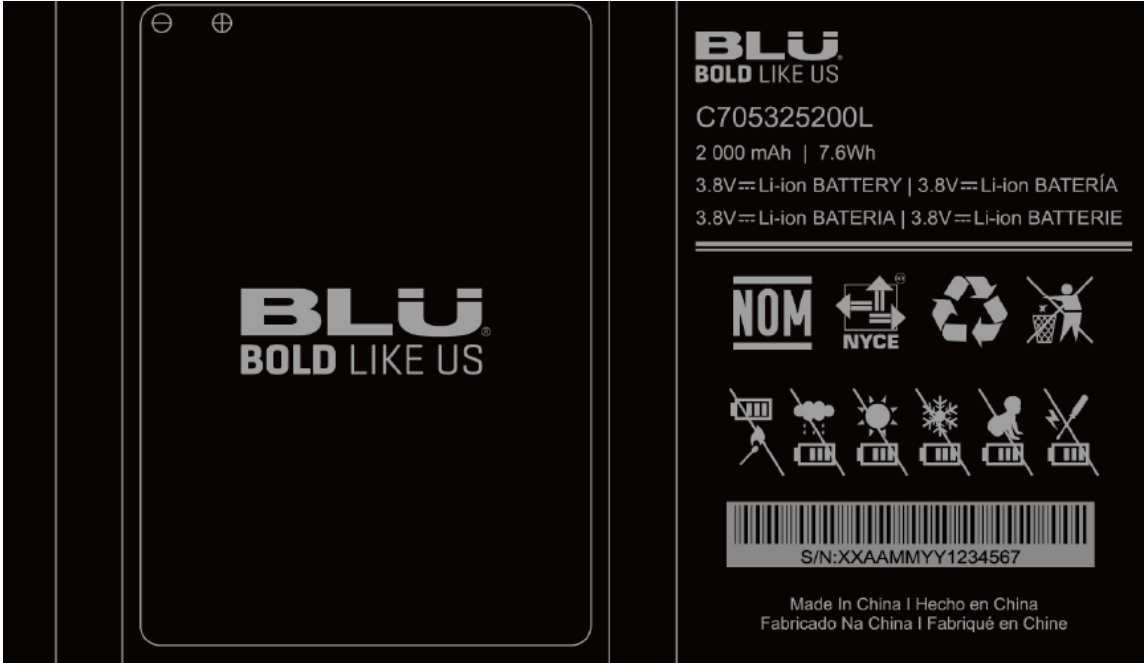 BLU®
BOLD LIKE US
BLU®
BOLD LIKE US
C705325200L
2 000 mAh | 7.6Wh
3.8V⎓Li-ion BATTERY | 3.8V⎓Li-ion BATERÍA
3.8V⎓Li-ion BATERIA | 3.8V⎓Li-ion BATTERIE
NOM
NYCE
S/N:XXAAMMYY1234567
Made In China I Hecho en China
Fabricado Na China I Fabriqué en Chine